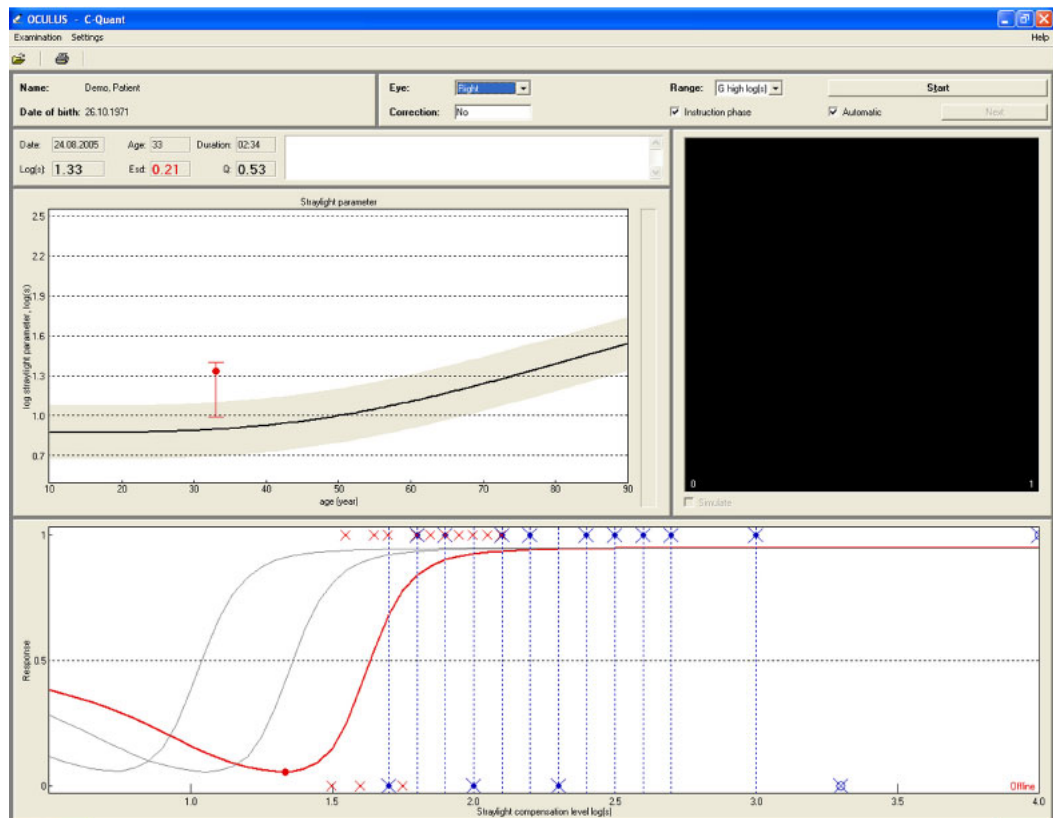 OCULUS - C-Quant
Examination Settings Help
Name: Demo, Patient
Date of birth: 26.10.1971
Eye: Right
Correction: No
Range: G high log(s) Start
Instruction phase Automatic Next
Date: 24.08.2005 Age: 33 Duration: 02:34
Log(s): 1.33 Esd: 0.21 Q: 0.53
Straylight parameter
log straylight parameter, log(s)
2.5
2.2
1.9
1.6
1.3
1.0
0.7
10 20 30 40 50 60 70 80 90
age (year)
0 1
Simulate
Response
1
0.5
0
1.0 1.5 2.0 2.5 3.0 3.5 4.0
Offline
Straylight compensation level log(s)